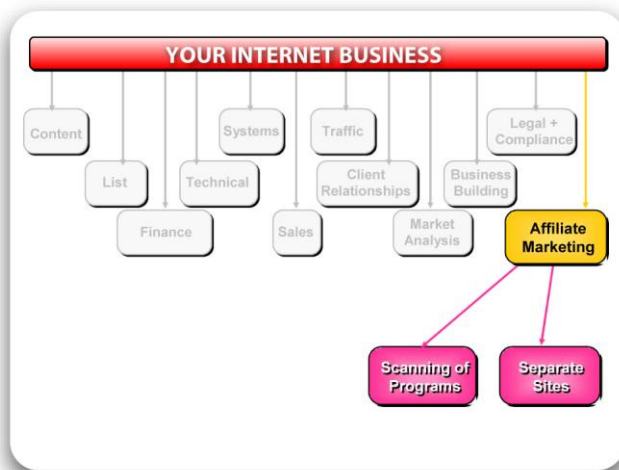 YOUR INTERNET BUSINESS
Content
Systems
Traffic
Legal +
Compliance
List
Technical
Client
Relationships
Business
Building
Finance
Sales
Market
Analysis
Affiliate
Marketing
Scanning of
Programs
Separate
Sites